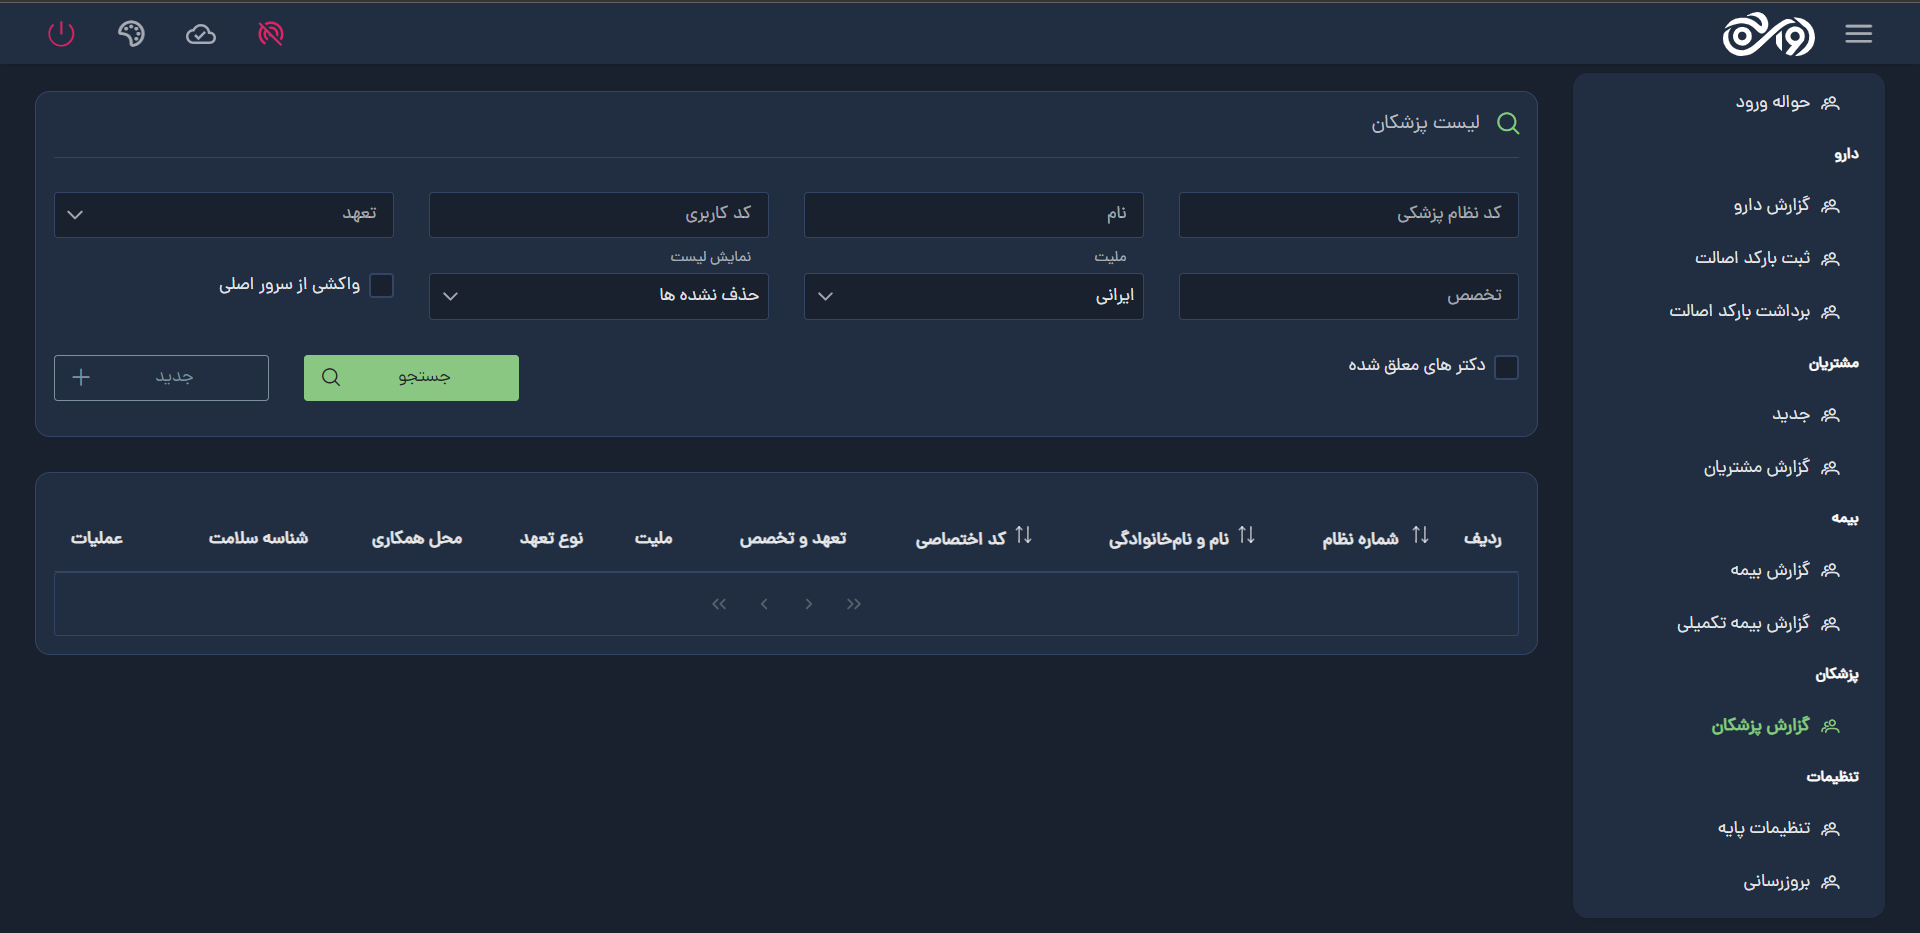 حواله ورود
دارو
گزارش دارو
ثبت بارکد اصالت
برداشت بارکد اصالت
مشتریان
جدید
گزارش مشتریان
بیمه
گزارش بیمه
گزارش بیمه تکمیلی
پزشکان
گزارش پزشکان
تنظیمات
تنظیمات پایه
بروزرسانی
لیست پزشکان
کد نظام پزشکی نام کد کاربری تعهد
ملیت نمایش لیست
تخصص ایرانی حذف نشده ها واکشی از سرور اصلی
دکتر های معلق شده جستجو جدید
ردیف شماره نظام نام و نام‌خانوادگی کد اختصاصی تعهد و تخصص ملیت نوع تعهد محل همکاری شناسه سلامت عملیات